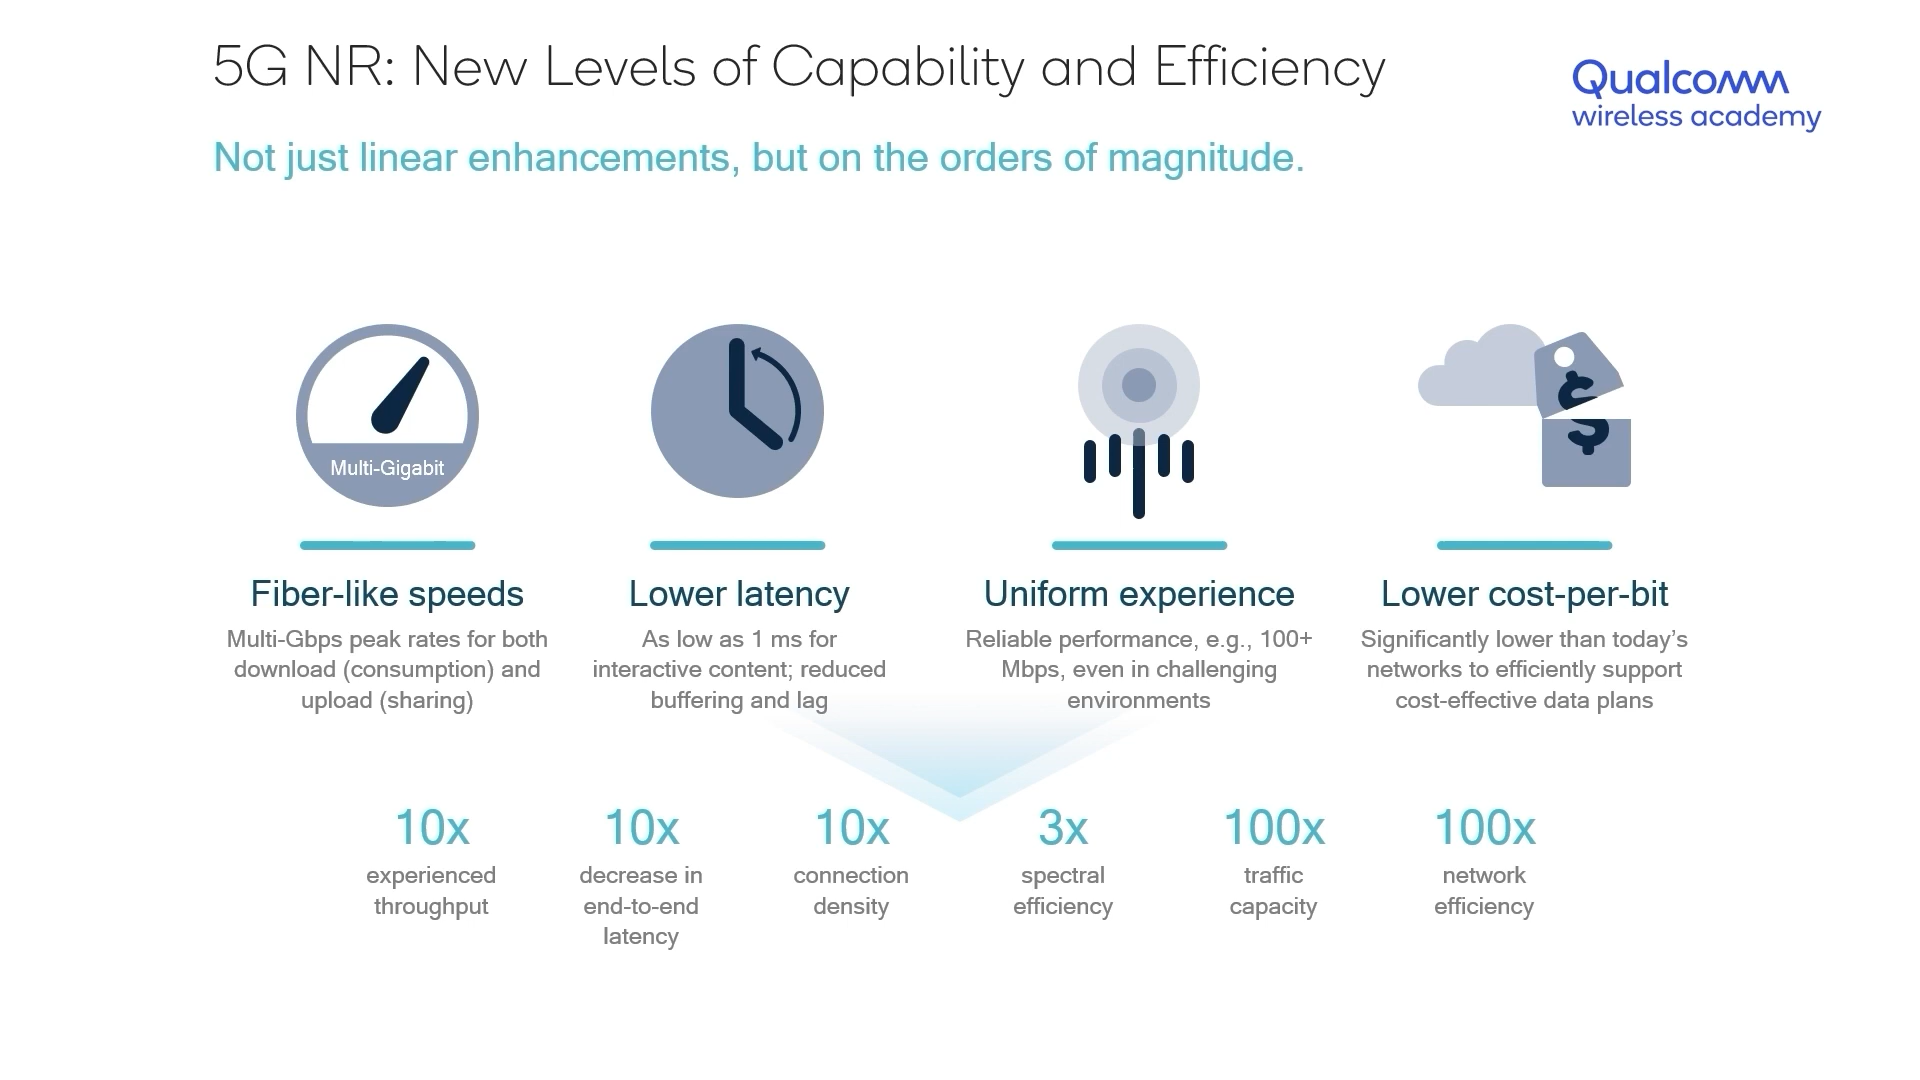 5G NR: New Levels of Capability and Efficiency
Qualcomm
wireless academy
Not just linear enhancements, but on the orders of magnitude.
Multi-Gigabit
$
$
Fiber-like speeds
Multi-Gbps peak rates for both
download (consumption) and
upload (sharing)
Lower latency
As low as 1 ms for
interactive content; reduced
buffering and lag
Uniform experience
Reliable performance, e.g., 100+
Mbps, even in challenging
environments
Lower cost-per-bit
Significantly lower than today’s
networks to efficiently support
cost-effective data plans
10x
experienced
throughput
10x
decrease in
end-to-end
latency
10x
connection
density
3x
spectral
efficiency
100x
traffic
capacity
100x
network
efficiency